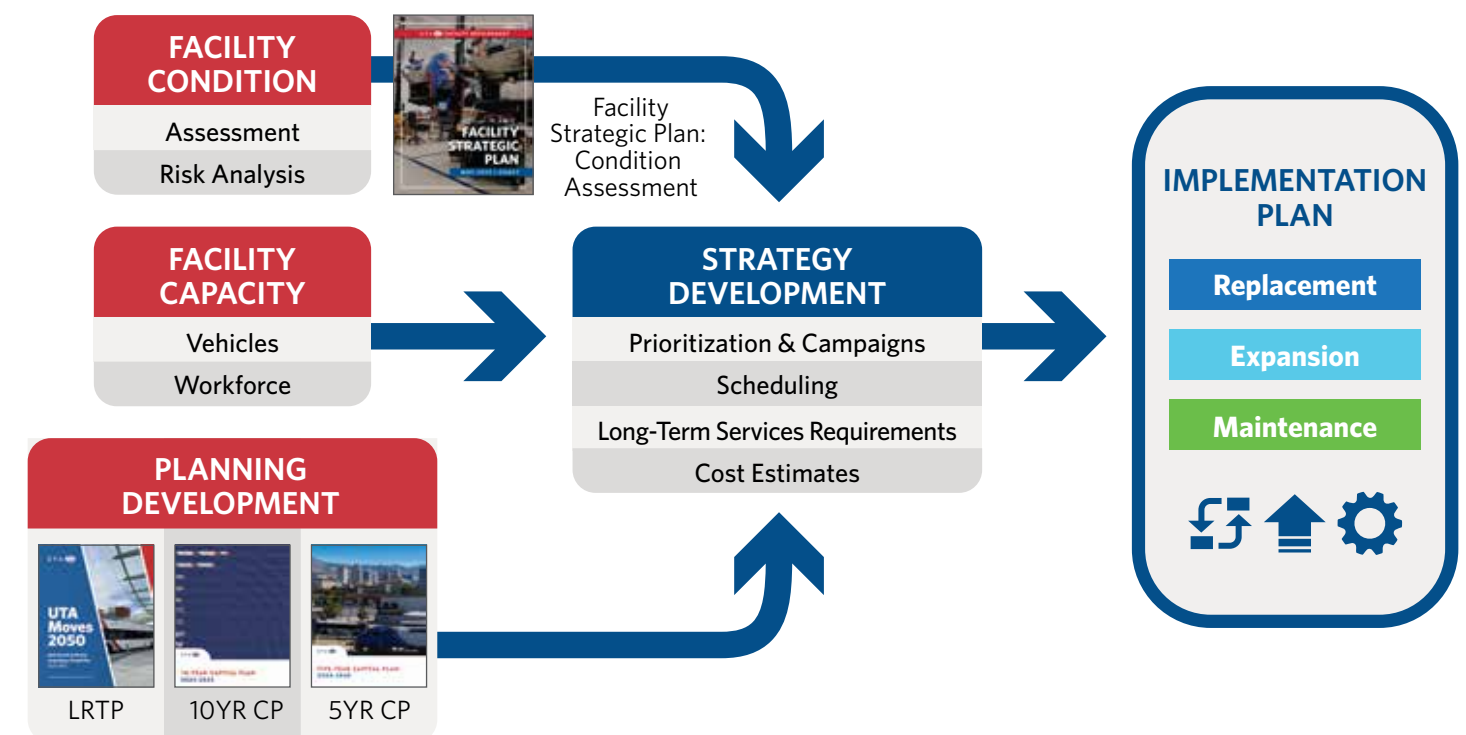 FACILITY
CONDITION
Assessment
Risk Analysis
FACILITY
STRATEGIC
PLAN
Facility
Strategic Plan:
Condition
Assessment
FACILITY
CAPACITY
Vehicles
Workforce
PLANNING
DEVELOPMENT
UTA
Moves
2050
LRTP
10YR CP
5YR CP
STRATEGY
DEVELOPMENT
Prioritization & Campaigns
Scheduling
Long-Term Services Requirements
Cost Estimates
IMPLEMENTATION
PLAN
Replacement
Expansion
Maintenance